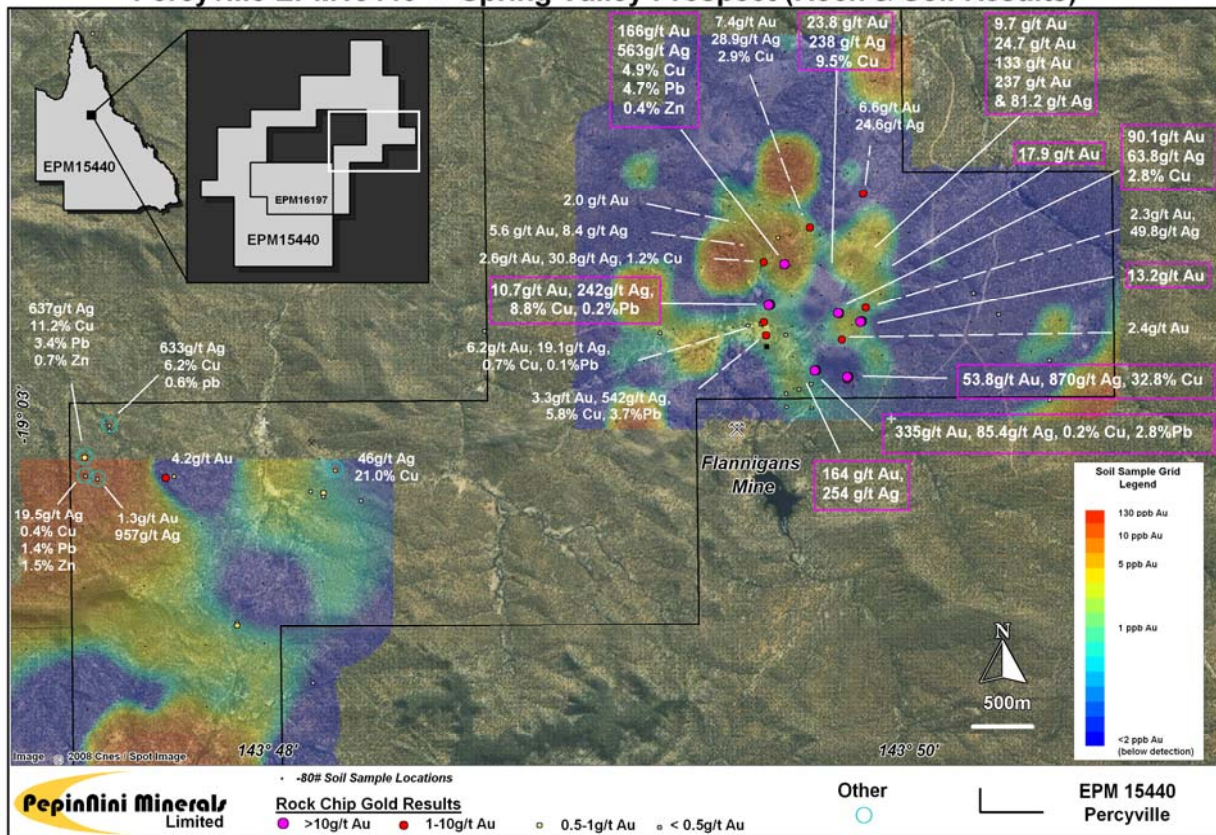 Percyville EPM15440 – Spring Valley Prospect (Rock & Soil Results)
EPM15440
EPM16197
EPM15440
166g/t Au
563g/t Ag
4.9% Cu
4.7% Pb
0.4% Zn
7.4g/t Au
28.9g/t Ag
2.9% Cu
23.8 g/t Au
238 g/t Ag
9.5% Cu
9.7 g/t Au
24.7 g/t Au
133 g/t Au
237 g/t Au
& 81.2 g/t Ag
6.6g/t Au
24.6g/t Ag
17.9 g/t Au
90.1g/t Au
63.8g/t Ag
2.8% Cu
2.0 g/t Au
5.6 g/t Au, 8.4 g/t Ag
2.6g/t Au, 30.8g/t Ag, 1.2% Cu
2.3g/t Au,
49.8g/t Ag
13.2g/t Au
10.7g/t Au, 242g/t Ag,
8.8% Cu, 0.2%Pb
2.4g/t Au
6.2g/t Au, 19.1g/t Ag,
0.7% Cu, 0.1%Pb
3.3g/t Au, 542g/t Ag,
5.8% Cu, 3.7%Pb
53.8g/t Au, 870g/t Ag, 32.8% Cu
335g/t Au, 85.4g/t Ag, 0.2% Cu, 2.8%Pb
164 g/t Au,
254 g/t Ag
637g/t Ag
11.2% Cu
3.4% Pb
0.7% Zn
633g/t Ag
6.2% Cu
0.6% pb
-19° 03'
4.2g/t Au
46g/t Ag
21.0% Cu
19.5g/t Ag
0.4% Cu
1.4% Pb
1.5% Zn
1.3g/t Au
957g/t Ag
Flannigans
Mine
Soil Sample Grid
Legend
130 ppb Au
10 ppb Au
5 ppb Au
1 ppb Au
<2 ppb Au
(below detection)
N
500m
Image © 2008 Cnes / Spot Image
143° 48'
143° 50'
PepinNini Minerals
Limited
-80# Soil Sample Locations
Rock Chip Gold Results
>10g/t Au
1-10g/t Au
0.5-1g/t Au
< 0.5g/t Au
Other
EPM 15440
Percyville